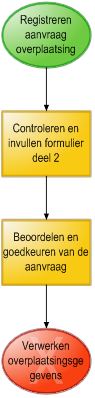 Registreren
aanvraag
overplaatsing
Controleren en
invullen formulier
deel 2
Beoordelen en
goedkeuren van de
aanvraag
Verwerken
overplaatsingsge
gevens